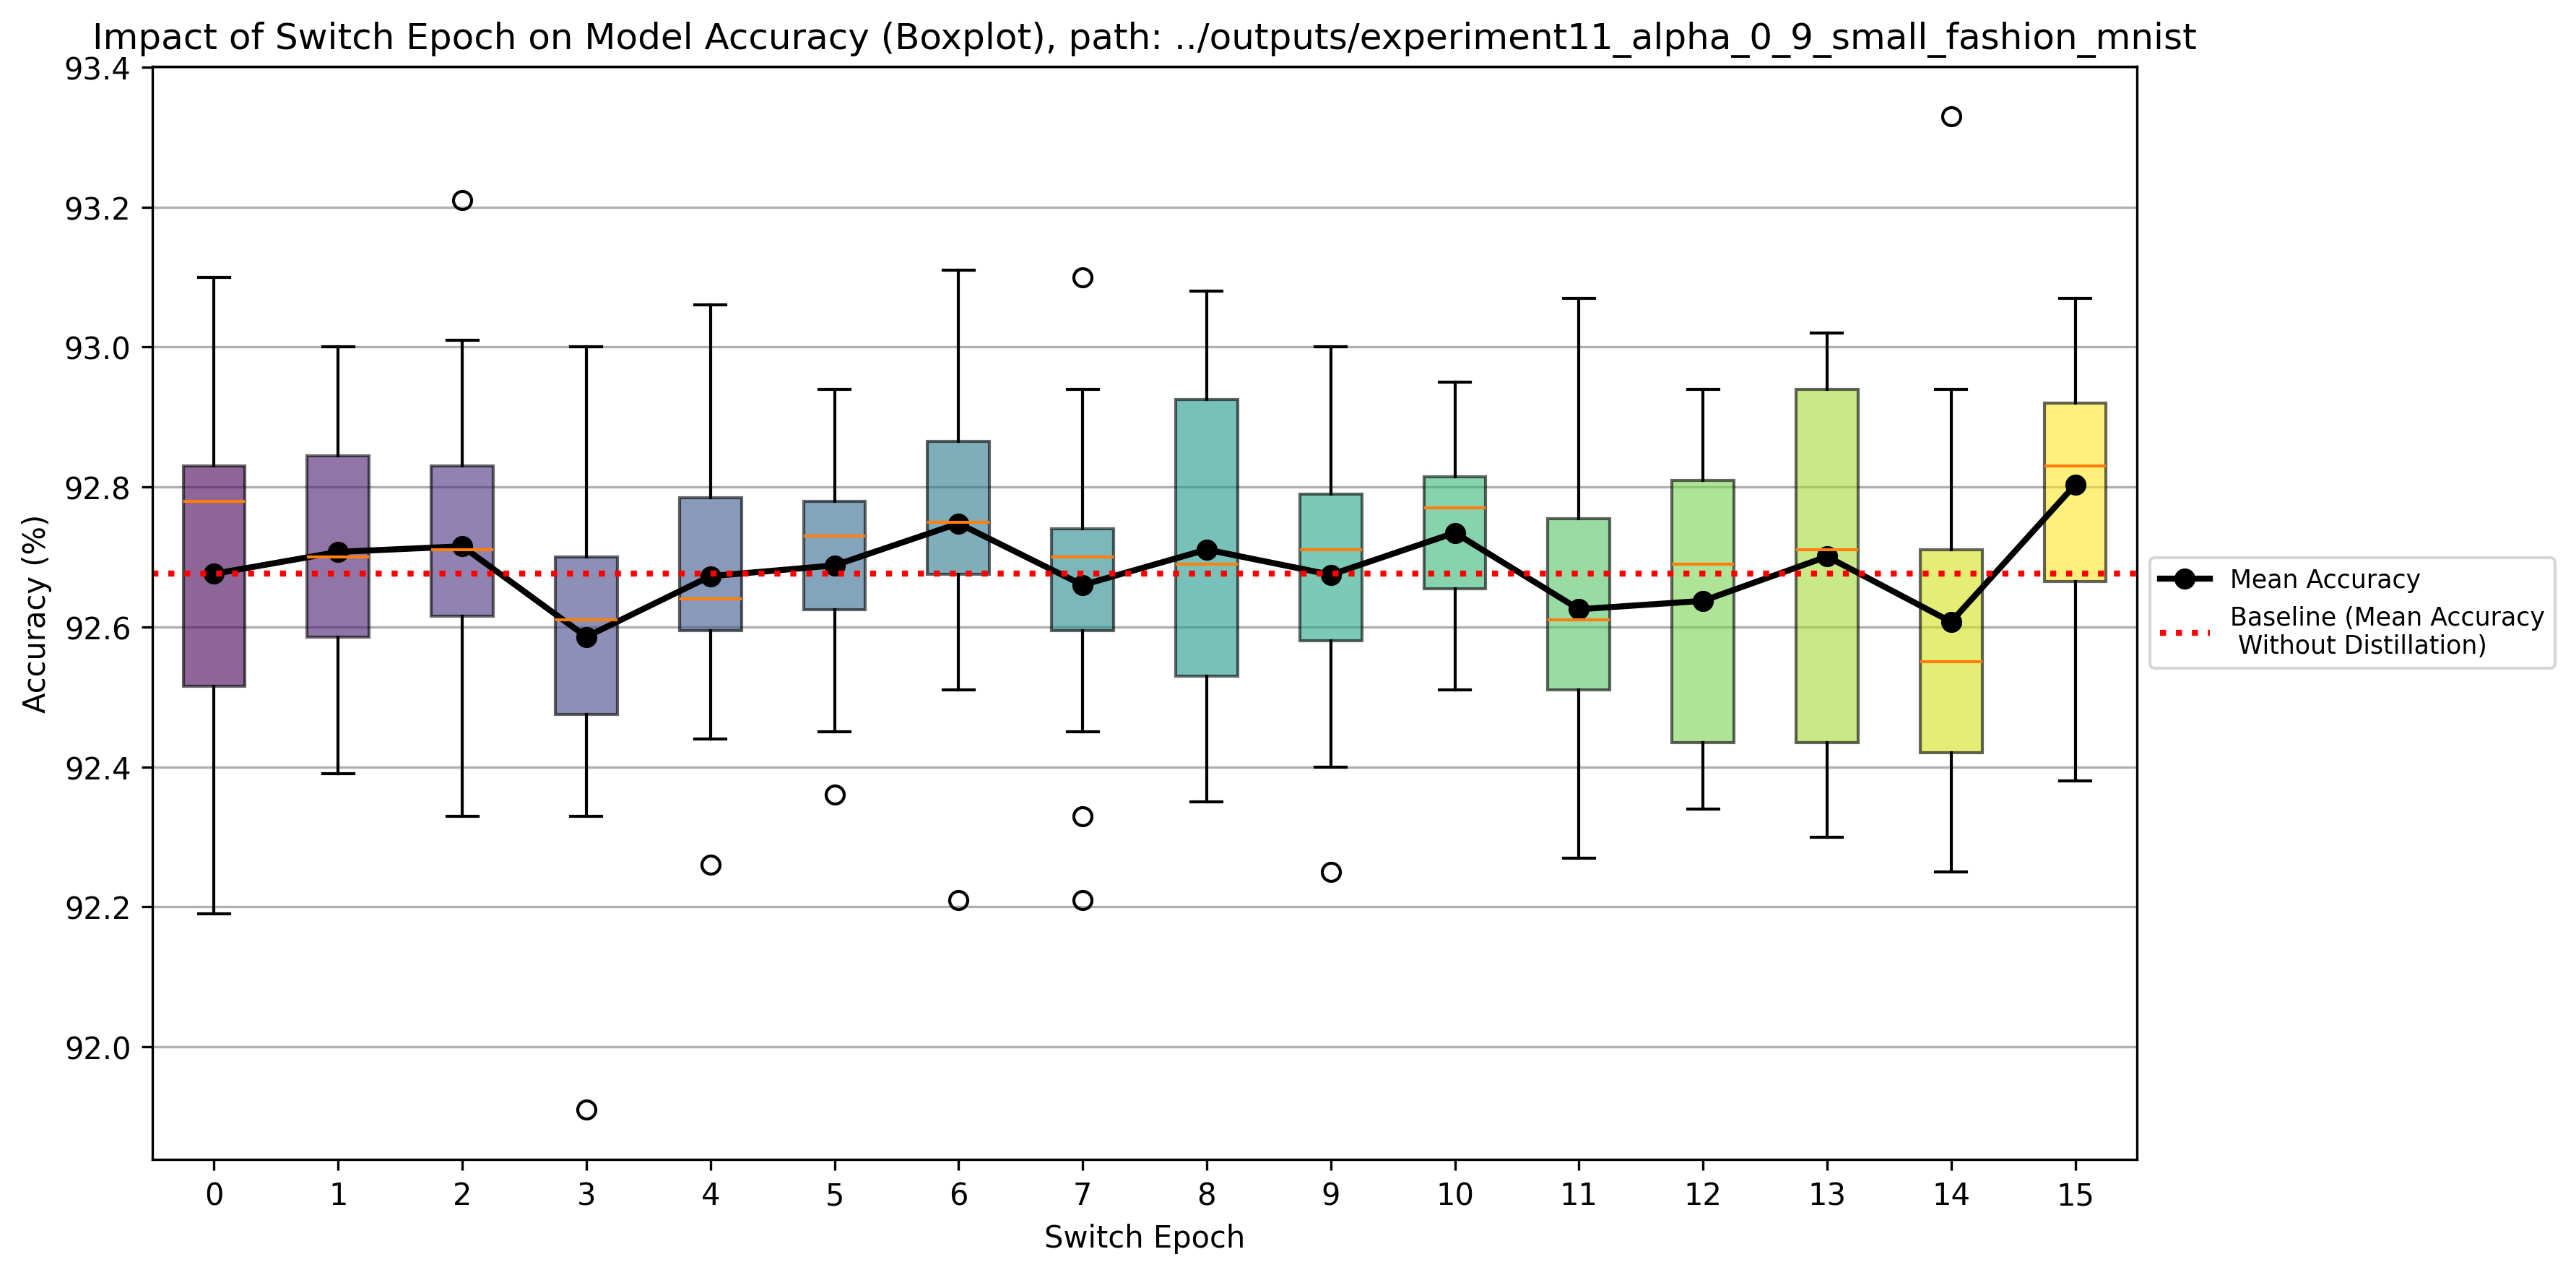 Impact of Switch Epoch on Model Accuracy (Boxplot), path: ../outputs/experiment11_alpha_0_9_small_fashion_mnist
93.4
93.2
93.0
92.8
92.6
92.4
92.2
92.0
Accuracy (%)
0 1 2 3 4 5 6 7 8 9 10 11 12 13 14 15
Switch Epoch
Mean Accuracy
Baseline (Mean Accuracy
Without Distillation)